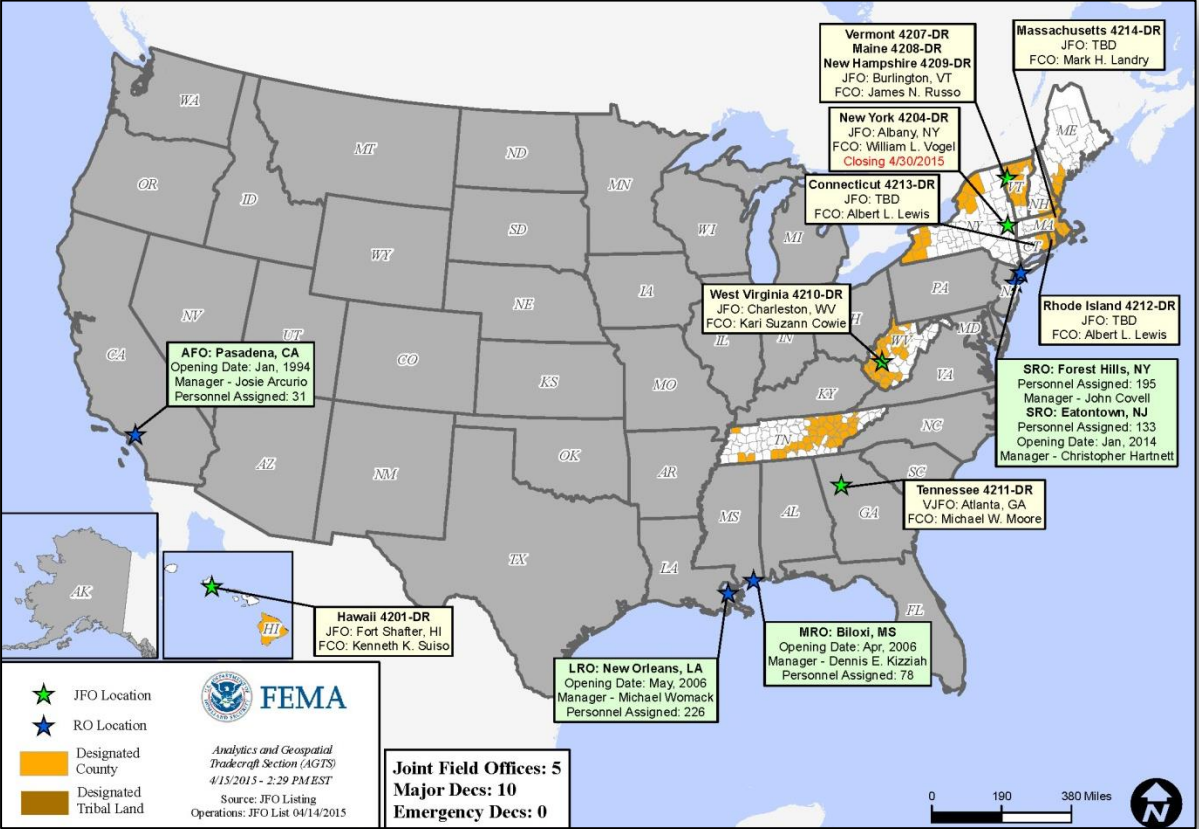 Vermont 4207-DR
Maine 4208-DR
New Hampshire 4209-DR
JFO: Burlington, VT
FCO: James N. Russo
Massachusetts 4214-DR
JFO: TBD
FCO: Mark H. Landry
New York 4204-DR
JFO: Albany, NY
FCO: William L. Vogel
Closing 4/30/2015
Connecticut 4213-DR
JFO: TBD
FCO: Albert L. Lewis
West Virginia 4210-DR
JFO: Charleston, WV
FCO: Kari Suzann Cowie
Rhode Island 4212-DR
JFO: TBD
FCO: Albert L. Lewis
AFO: Pasadena, CA
Opening Date: Jan, 1994
Manager - Josie Arcurio
Personnel Assigned: 31
SRO: Forest Hills, NY
Personnel Assigned: 195
Manager - John Covell
SRO: Eatontown, NJ
Personnel Assigned: 133
Opening Date: Jan, 2014
Manager - Christopher Hartnett
Tennessee 4211-DR
VJFO: Atlanta, GA
FCO: Michael W. Moore
Hawaii 4201-DR
JFO: Fort Shafter, HI
FCO: Kenneth K. Suiso
MRO: Biloxi, MS
Opening Date: Apr, 2006
Manager - Dennis E. Kizziah
Personnel Assigned: 78
LRO: New Orleans, LA
Opening Date: May, 2006
Manager - Michael Womack
Personnel Assigned: 226
WA
MT
ND
MN
ME
OR
ID
SD
WI
MI
VT
NH
NY
MA
CT
WY
IA
NE
PA
NV
UT
CO
IL
IN
WV
MD
VA
CA
KS
MO
KY
AZ
NM
OK
AR
TN
NC
SC
MS
AL
GA
TX
LA
FL
AK
HI
JFO Location
RO Location
Designated
County
Designated
Tribal Land
FEMA
Analytics and Geospatial
Tradecraft Section (AGTS)
4/15/2015 - 2:29 PM EST
Source: JFO Listing
Operations: JFO List 04/14/2015
Joint Field Offices: 5
Major Decs: 10
Emergency Decs: 0
0 190 380 Miles
N